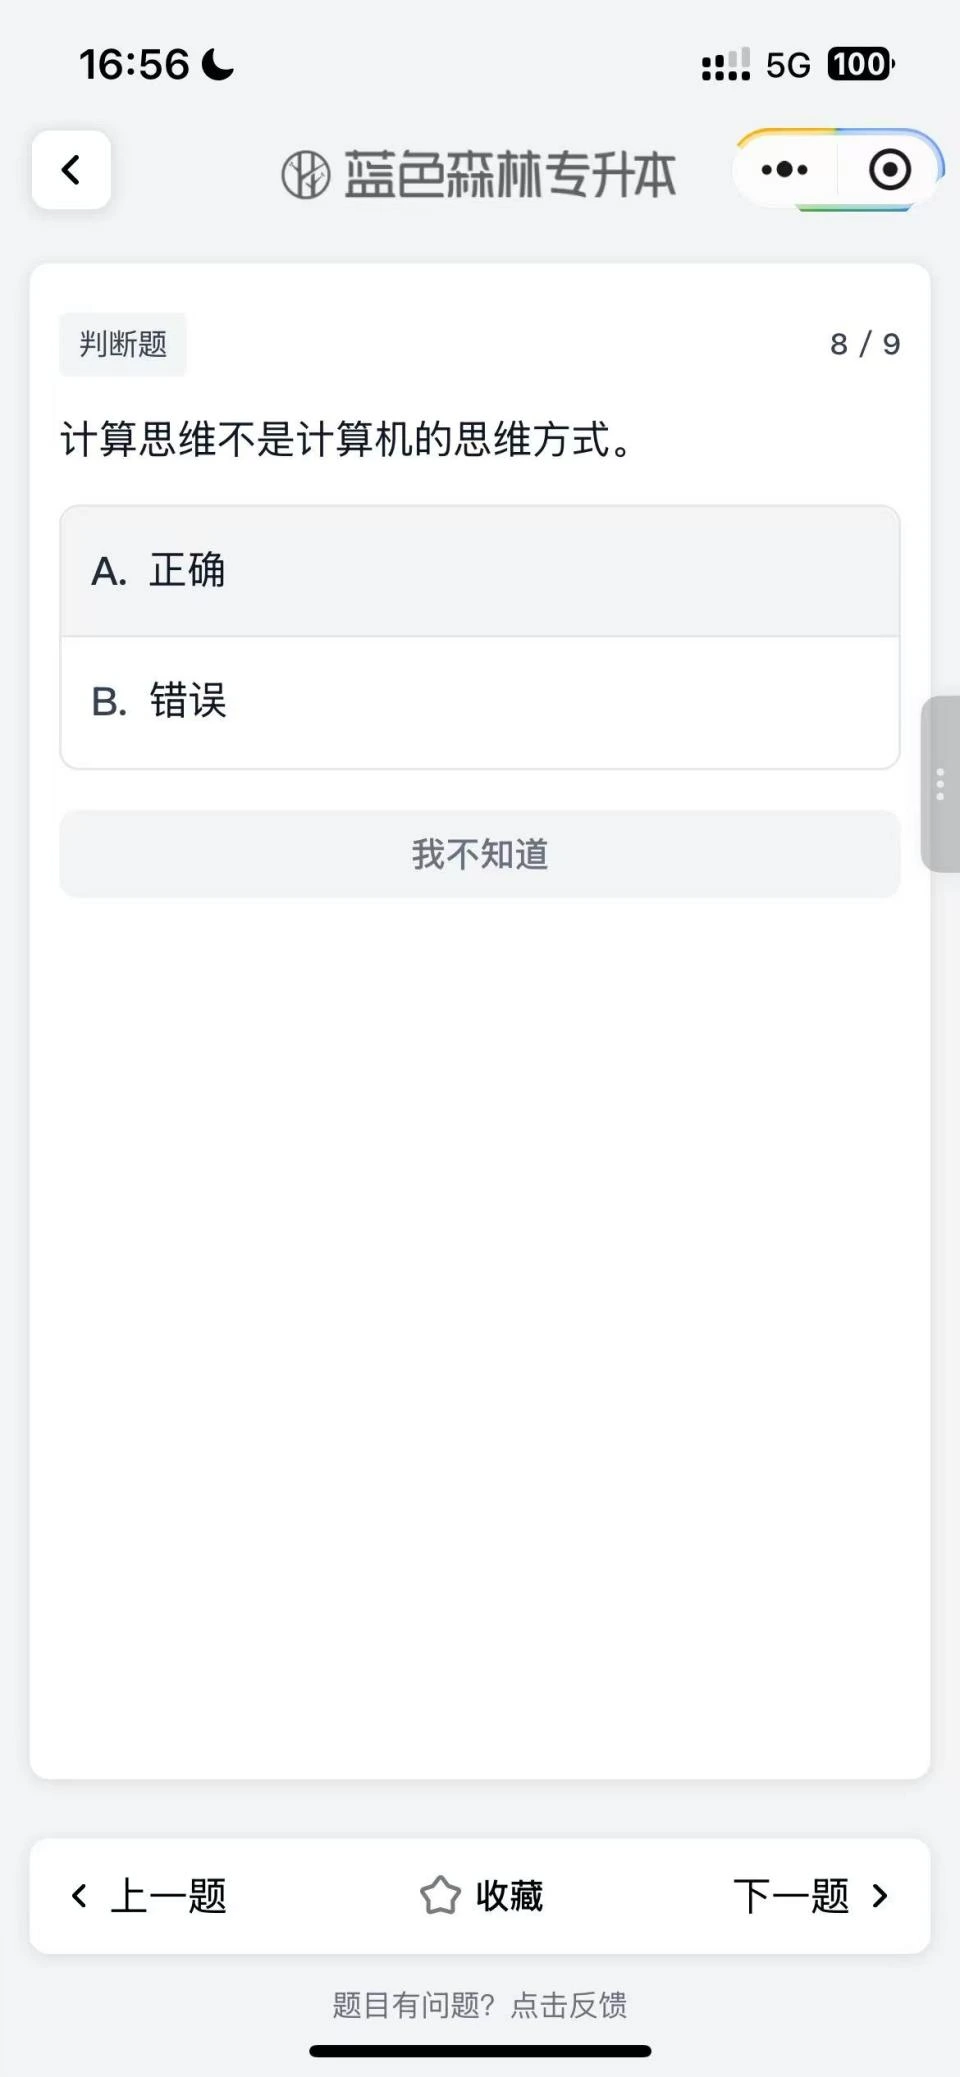 16:56
5G 100
蓝色森林专升本
判断题
8 / 9
计算思维不是计算机的思维方式。
A. 正确
B. 错误
我不知道
上一题
收藏
下一题
题目有问题？点击反馈